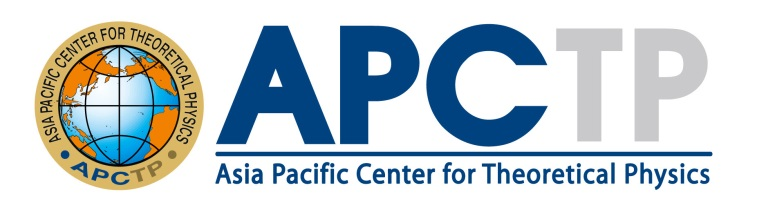 ASIA PACIFIC CENTER FOR THEORETICAL PHYSICS
• APCTP •
APCTP
Asia Pacific Center for Theoretical Physics